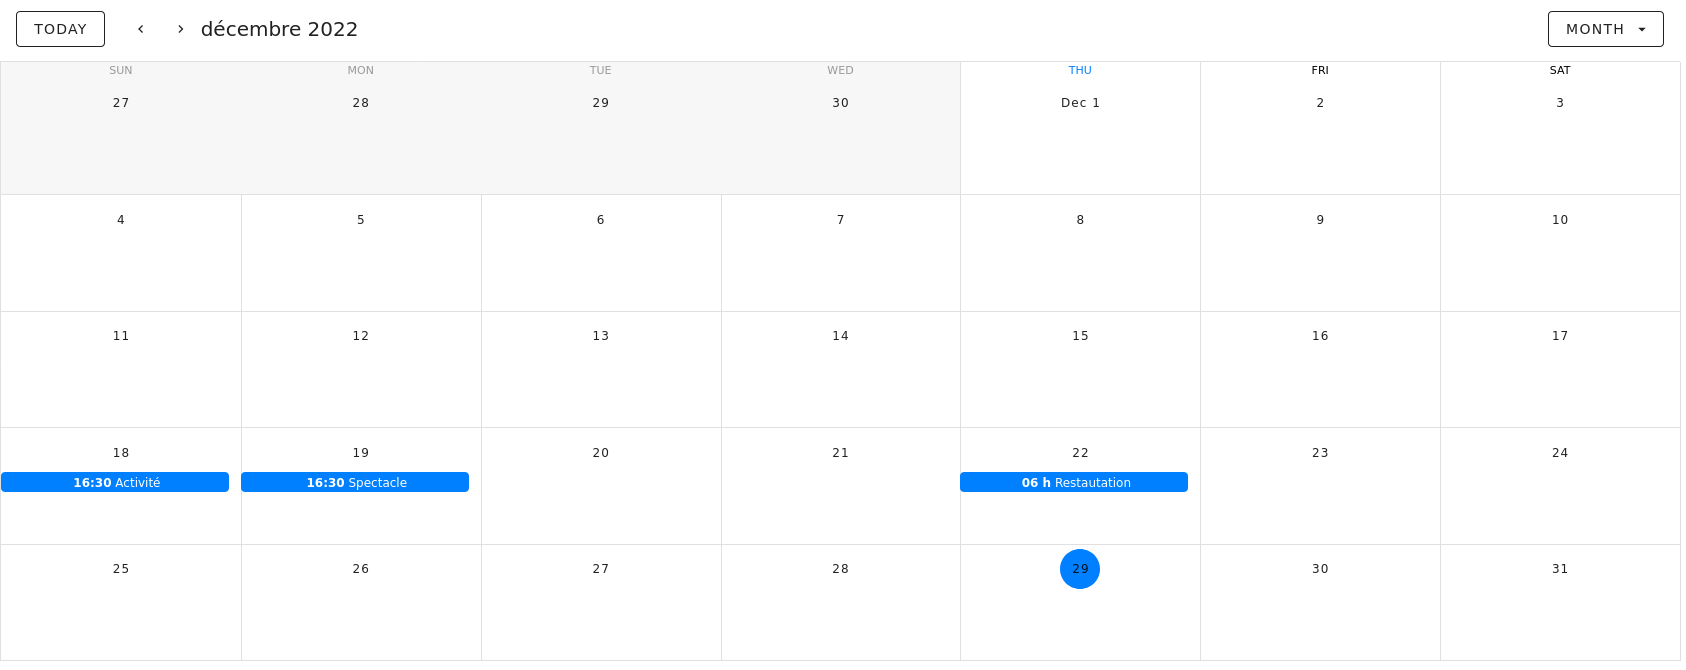 TODAY décembre 2022 MONTH
SUN MON TUE WED THU FRI SAT
27 28 29 30 Dec 1 2 3
4 5 6 7 8 9 10
11 12 13 14 15 16 17
18 19 20 21 22 23 24
16:30 Activité 16:30 Spectacle 06 h Restautation
25 26 27 28 29 30 31